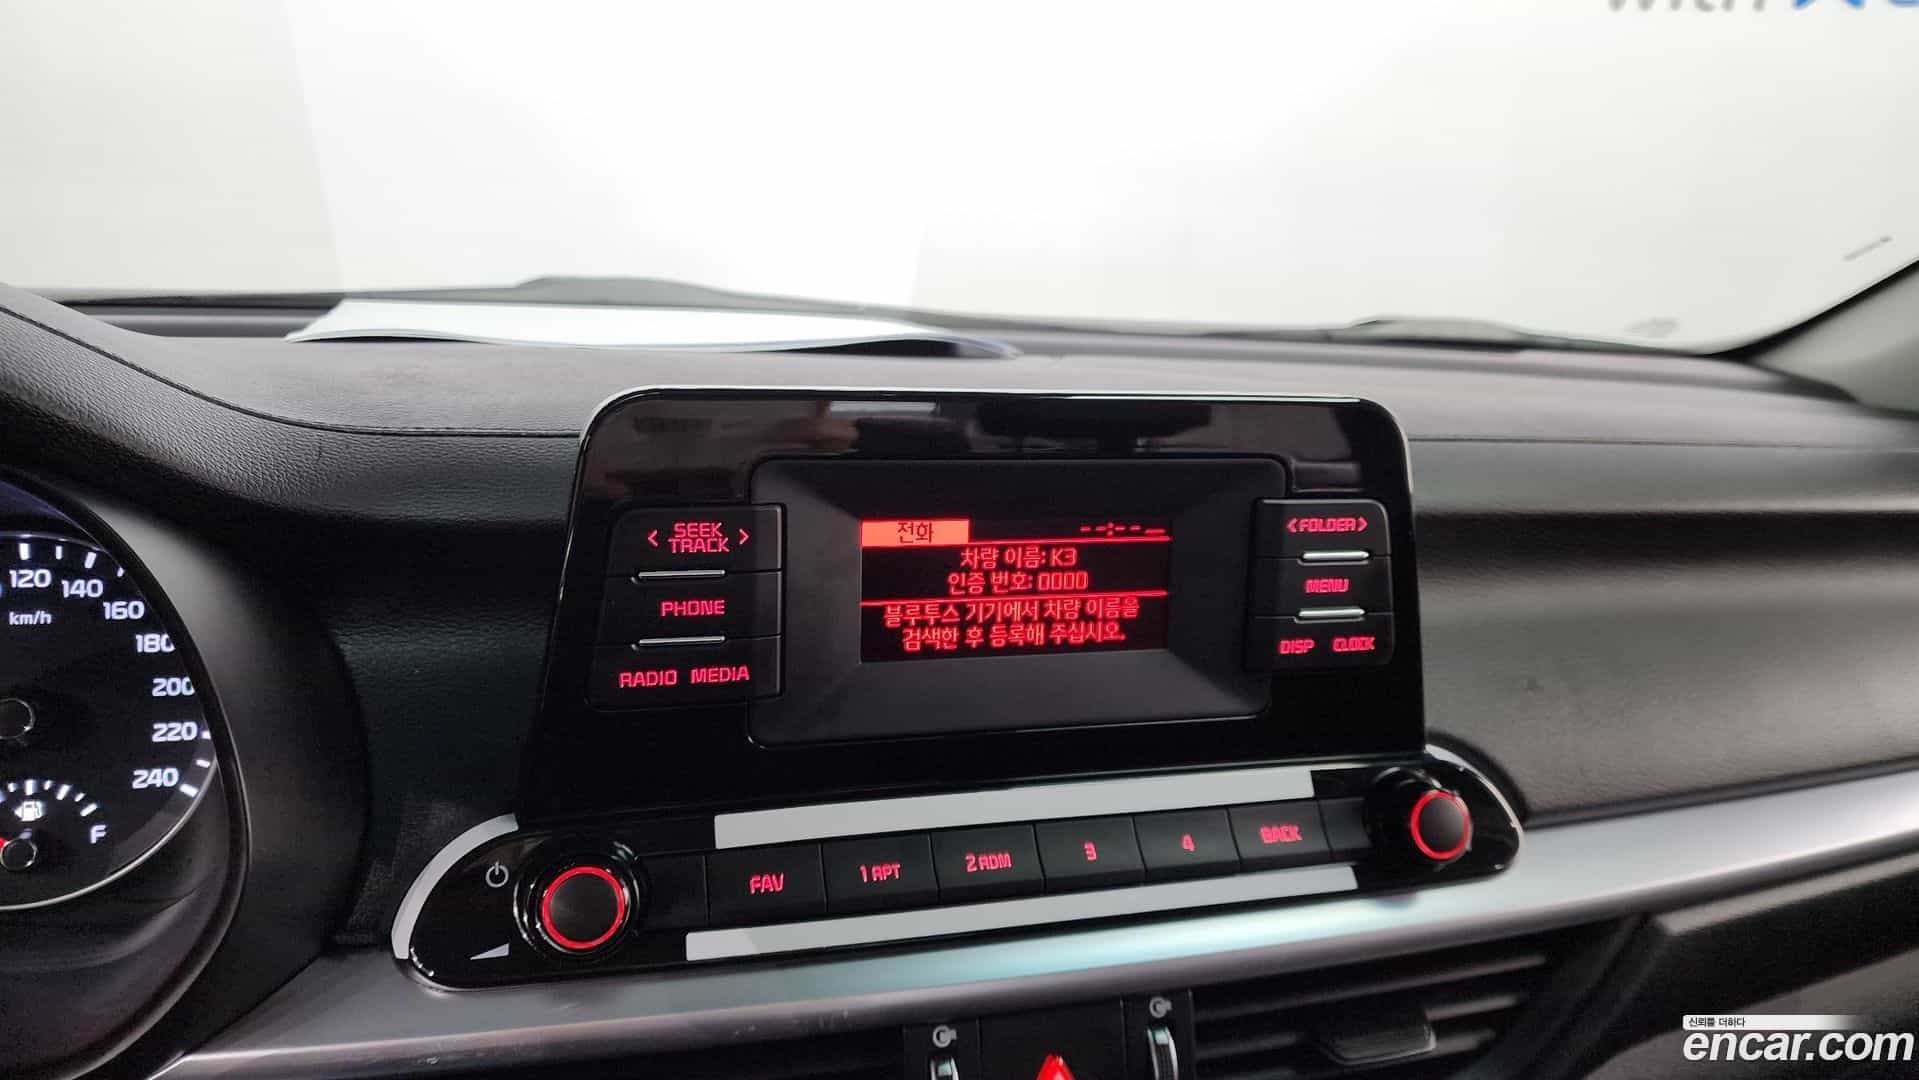 with
120
140
160
180
200
220
240
km/h
F
< SEEK >
TRACK
PHONE
RADIO MEDIA
전화
--:--
차량 이름: K3
인증 번호: 0000
블루투스 기기에서 차량 이름을
검색한 후 등록해 주십시오.
<FOLDER>
MENU
DISP CLOCK
FAV
1 APT
2 RDM
3
4
BACK
신뢰를 더하다
encar.com